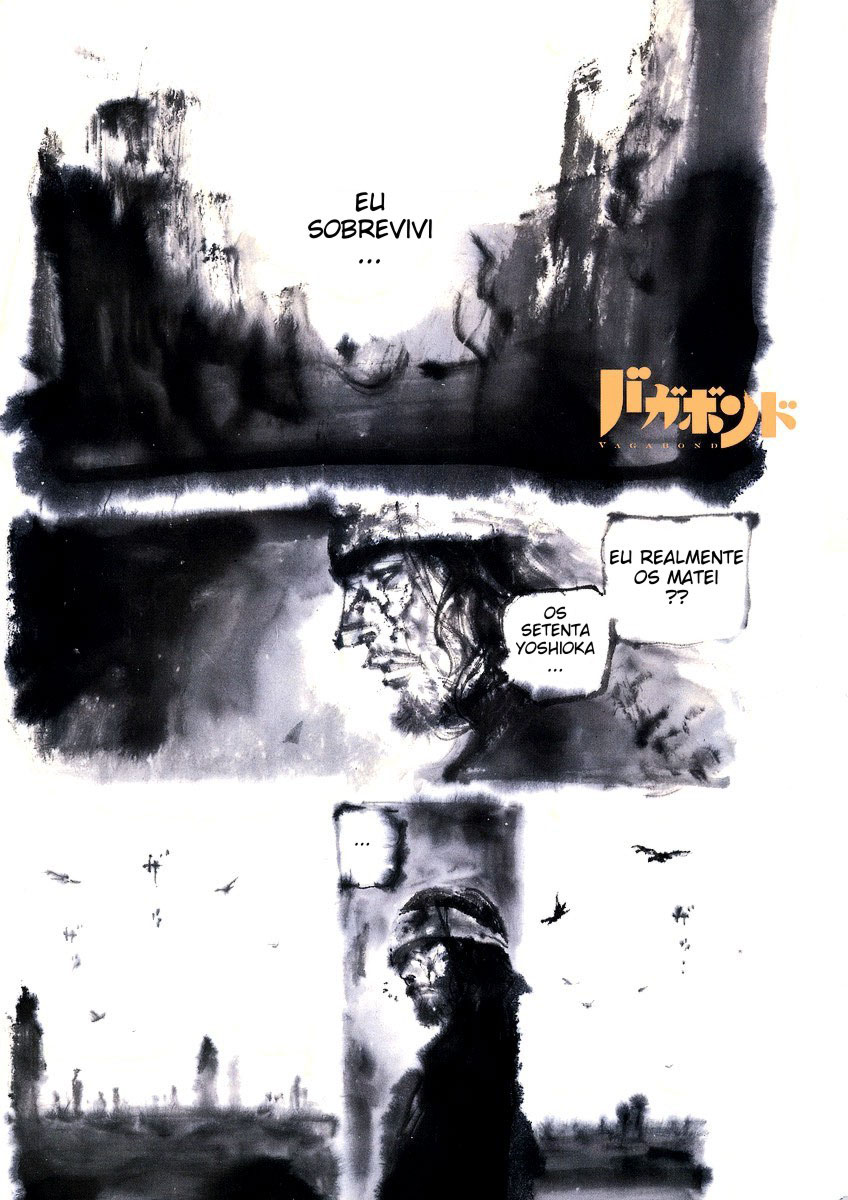 EU
SOBREVIVI
...
バガボンド
VAGABOND
EU REALMENTE
OS MATEI
??
OS
SETENTA
YOSHIOKA
...
...